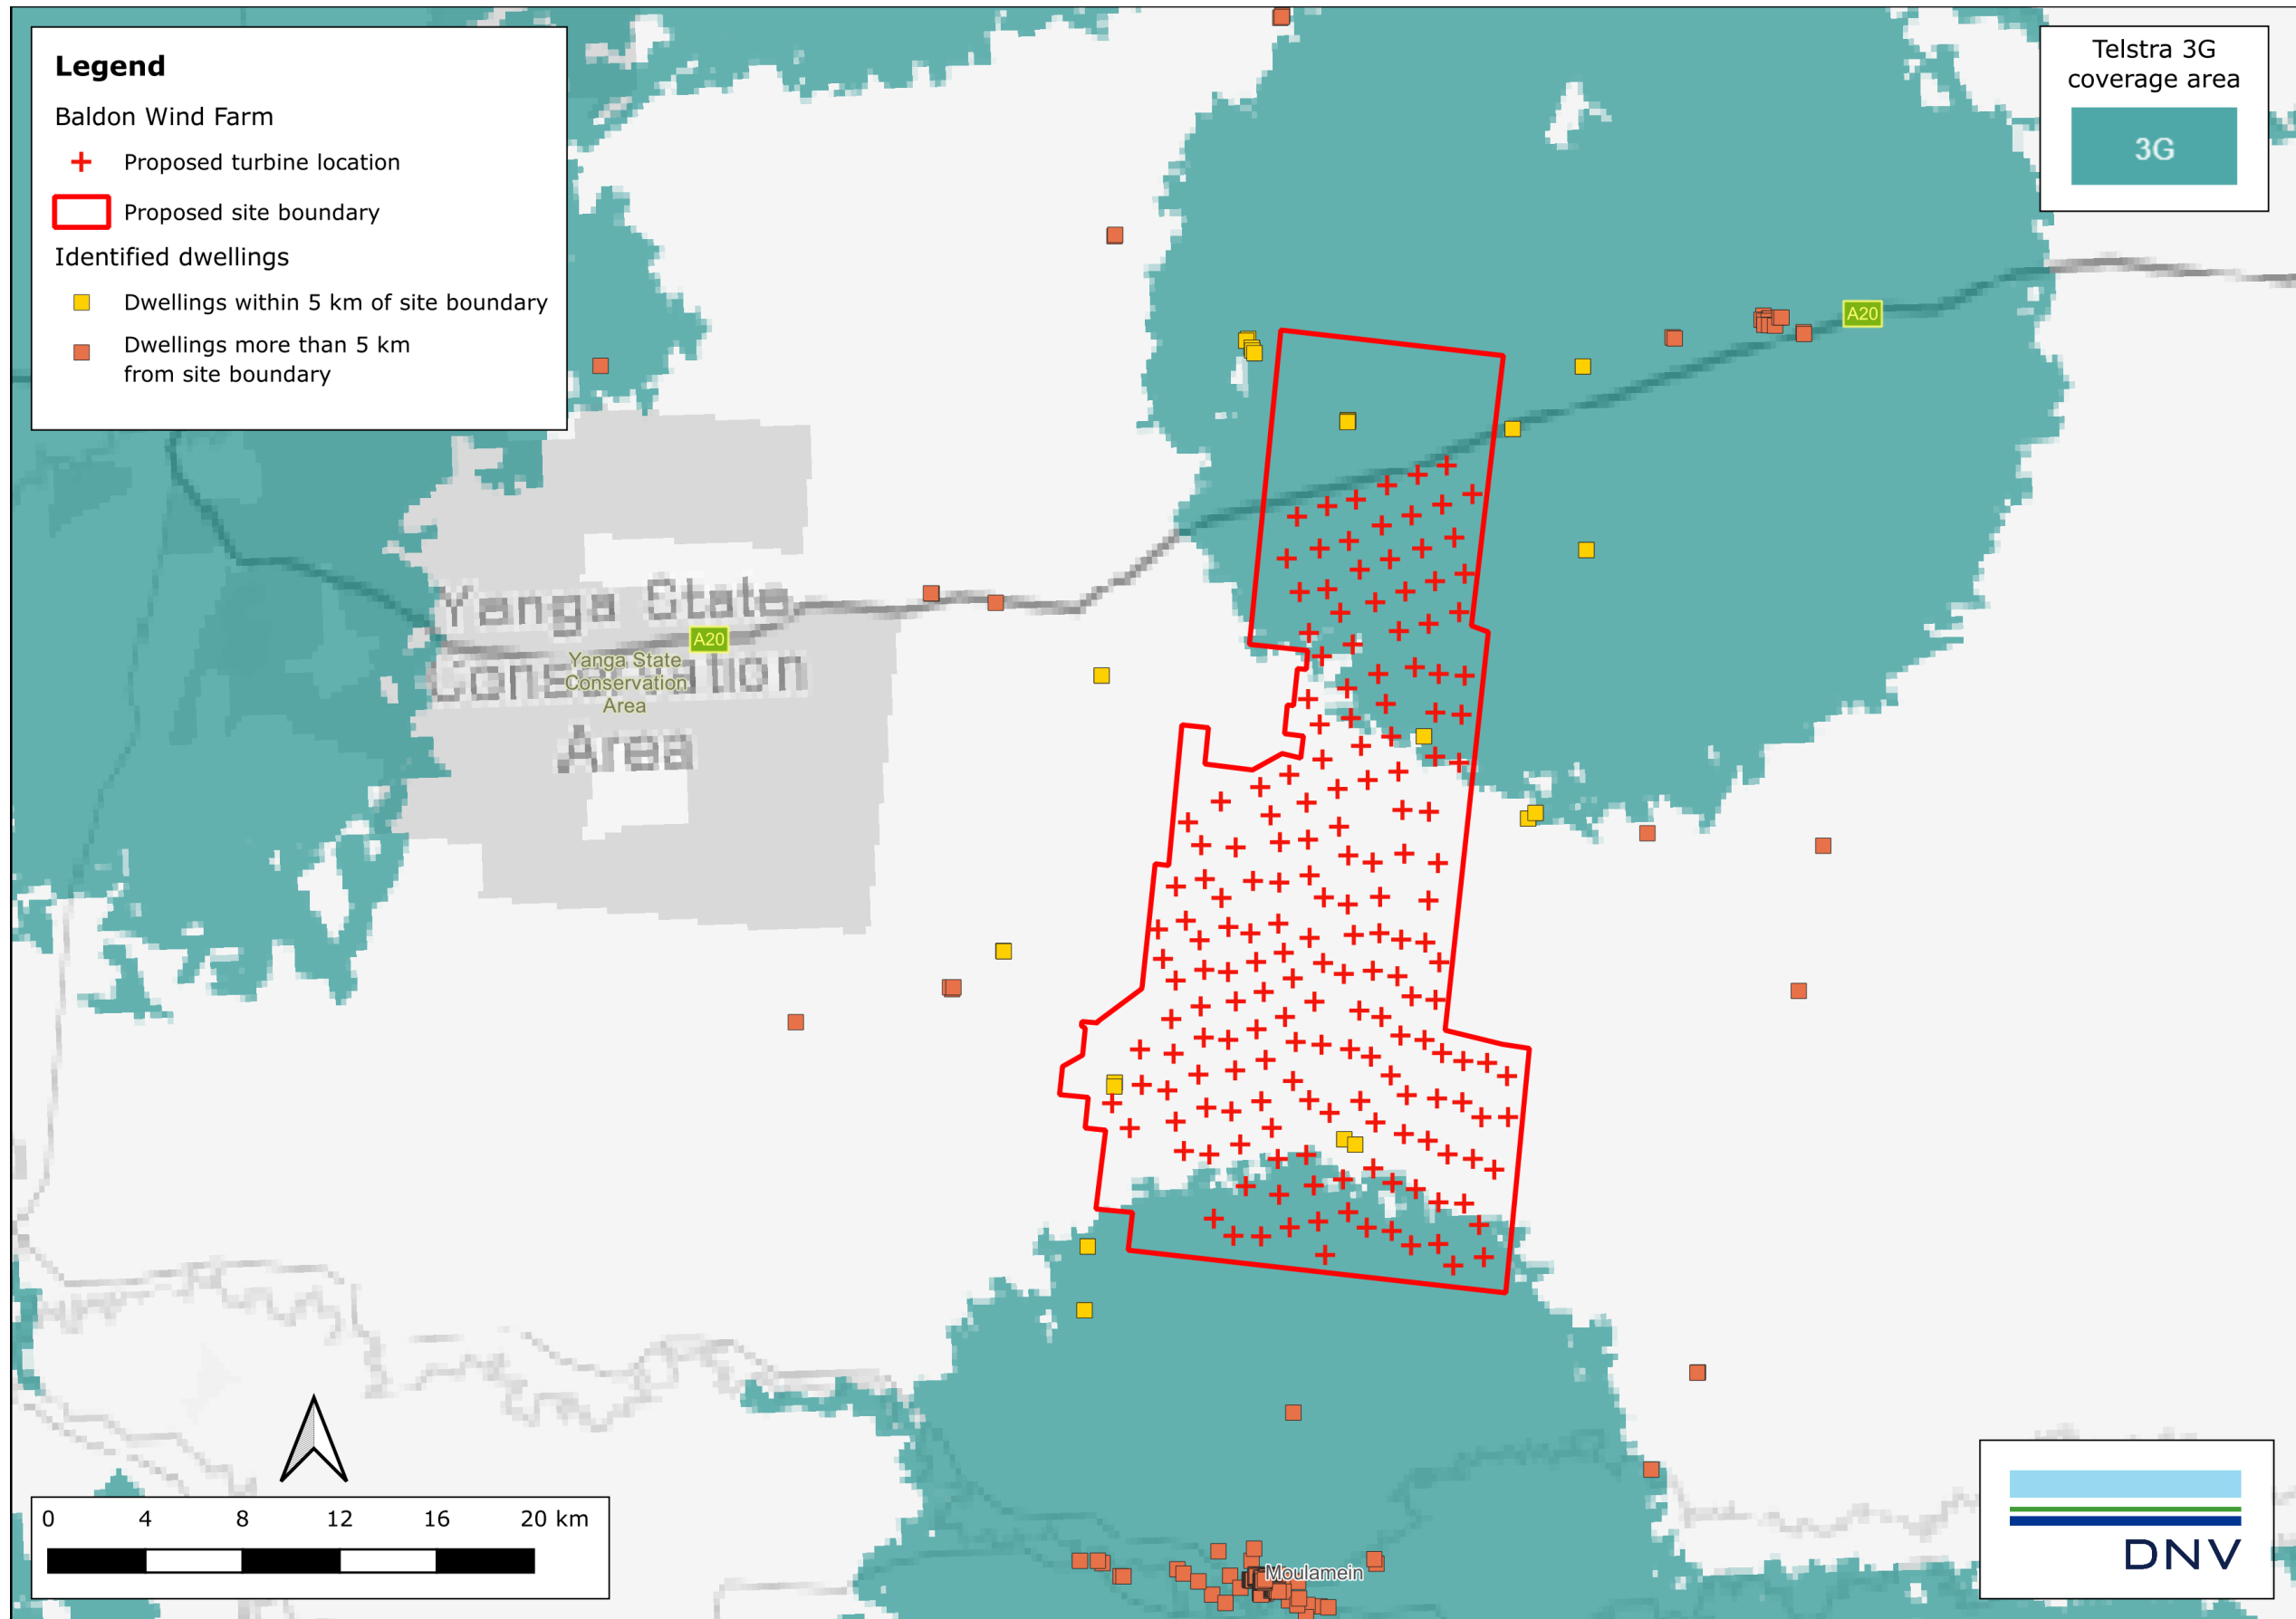 Legend
Baldon Wind Farm
Proposed turbine location
Proposed site boundary
Identified dwellings
Dwellings within 5 km of site boundary
Dwellings more than 5 km
from site boundary
Telstra 3G
coverage area
3G
A20
Yanga State
A20
Yanga State
Conservation
Conservation
Area
Area
0 4 8 12 16 20 km
Moulamein
DNV